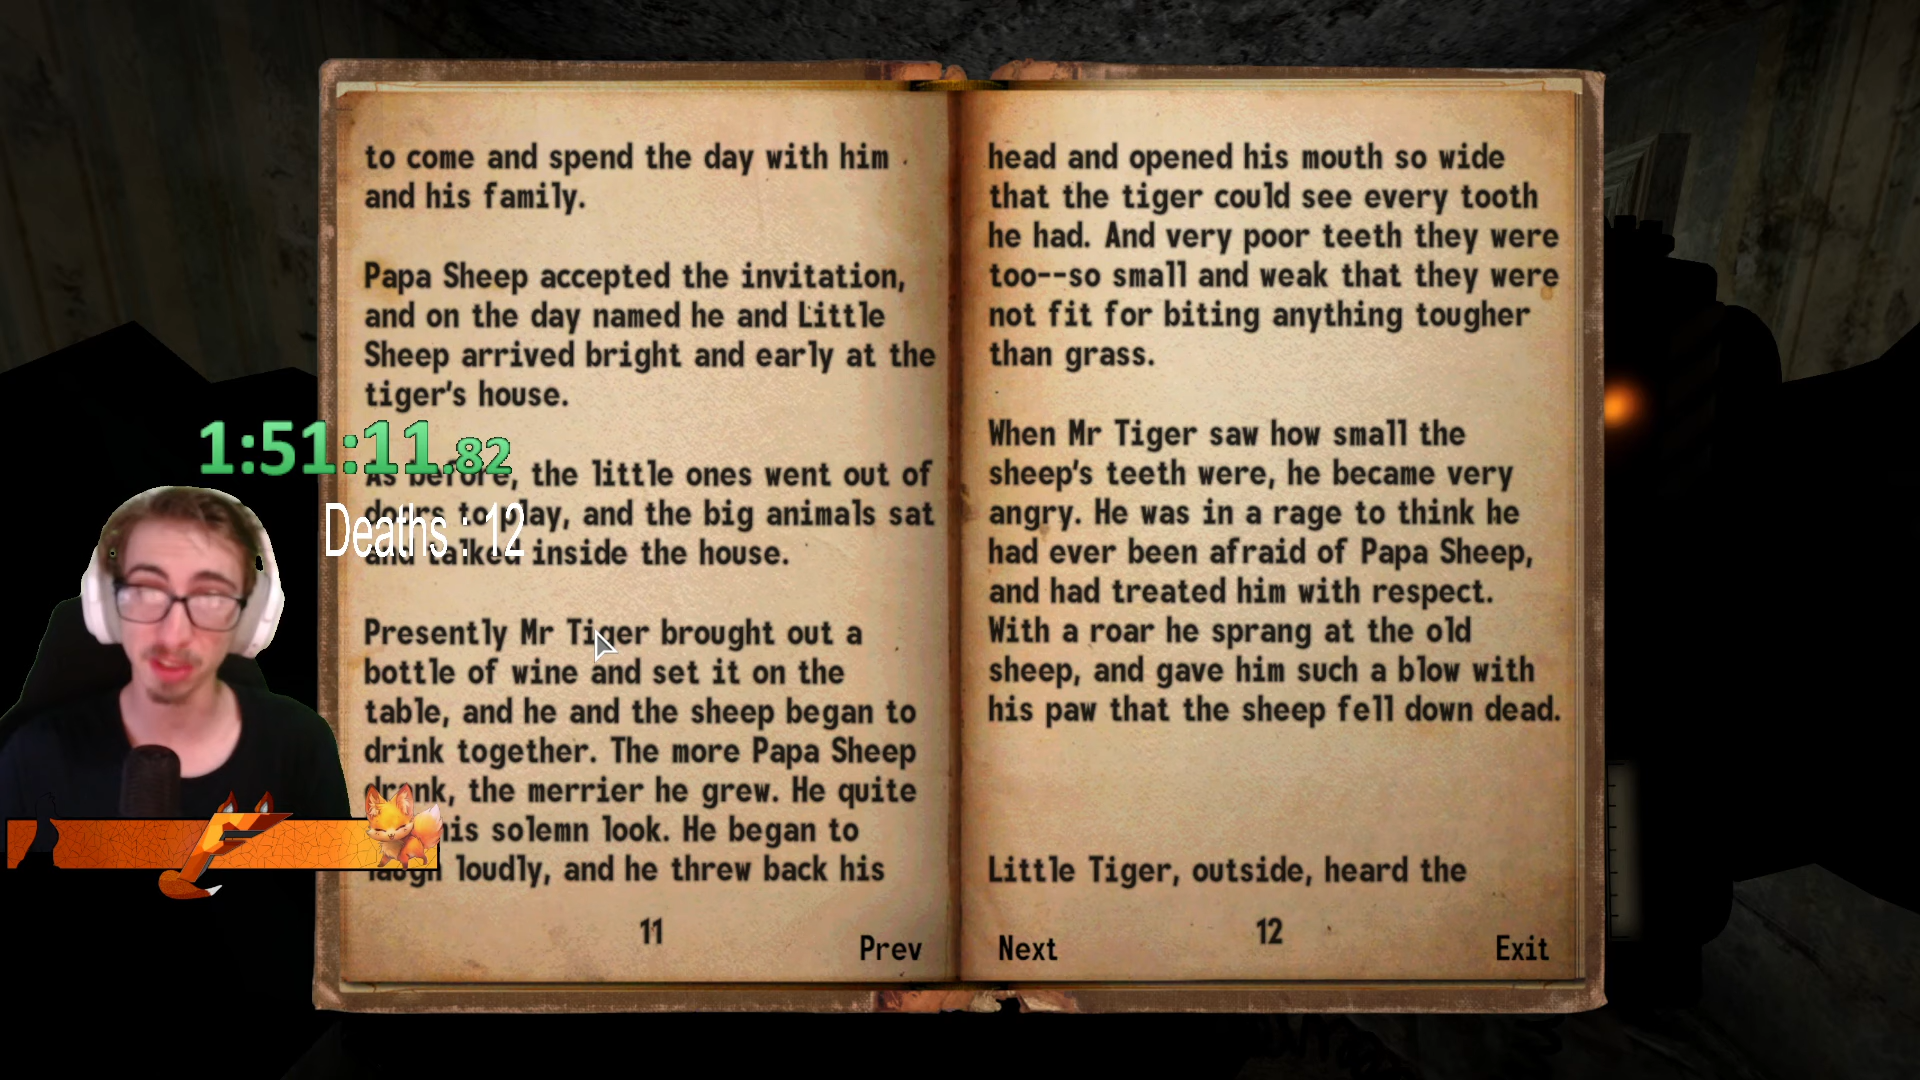 to come and spend the day with him
and his family.
Papa Sheep accepted the invitation,
and on the day named he and Little
Sheep arrived bright and early at the
tiger's house.
As before, the little ones went out of
doors to play, and the big animals sat
and talked inside the house.
Presently Mr Tiger brought out a
bottle of wine and set it on the
table, and he and the sheep began to
drink together. The more Papa Sheep
drank, the merrier he grew. He quite
his solemn look. He began to
laugh loudly, and he threw back his
11
Prev
head and opened his mouth so wide
that the tiger could see every tooth
he had. And very poor teeth they were
too--so small and weak that they were
not fit for biting anything tougher
than grass.
When Mr Tiger saw how small the
sheep's teeth were, he became very
angry. He was in a rage to think he
had ever been afraid of Papa Sheep,
and had treated him with respect.
With a roar he sprang at the old
sheep, and gave him such a blow with
his paw that the sheep fell down dead.
Little Tiger, outside, heard the
Next
12
Exit
1:51:11.82
Deaths : 12